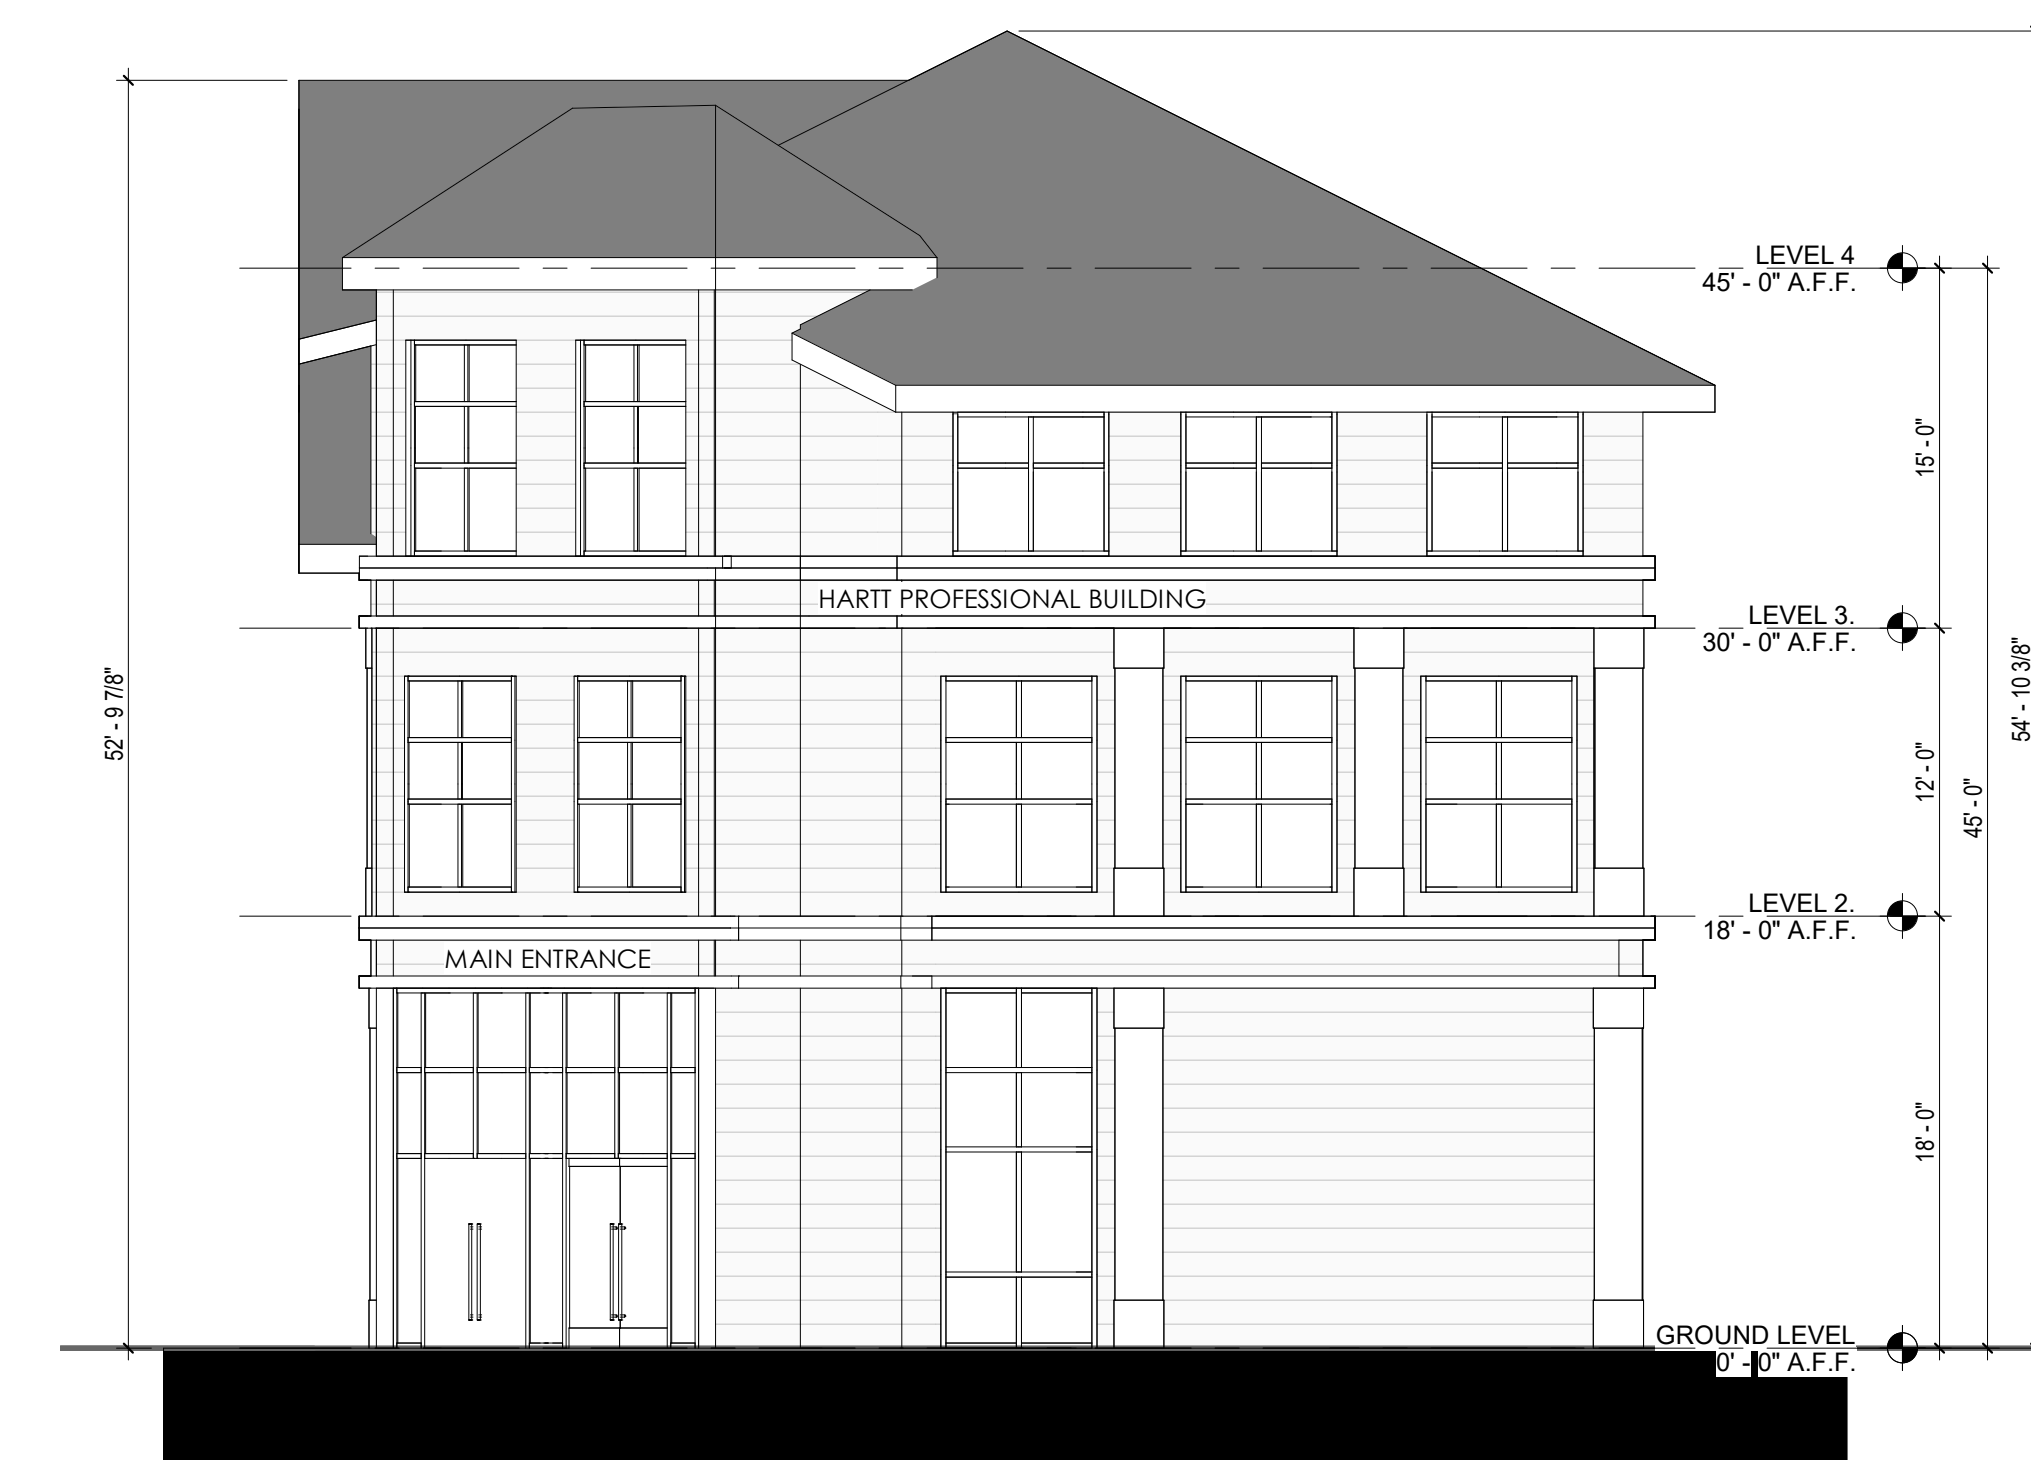 LEVEL 4
45' - 0" A.F.F.
15' - 0"
HARTT PROFESSIONAL BUILDING
LEVEL 3.
30' - 0" A.F.F.
52' - 9 7/8"
54' - 10 3/8"
12' - 0"
45' - 0"
LEVEL 2.
18' - 0" A.F.F.
MAIN ENTRANCE
18' - 0"
GROUND LEVEL
0' - 0" A.F.F.